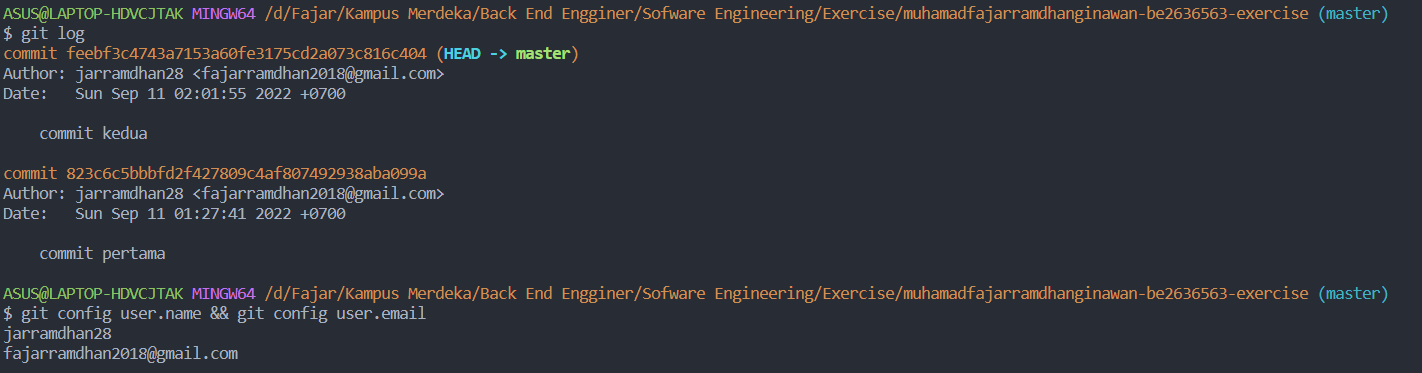 ASUS@LAPTOP-HDVCJTAK MINGW64 /d/Fajar/Kampus Merdeka/Back End Engginer/Sofware Engineering/Exercise/muhamadfajarramdhanginawan-be2636563-exercise (master)
$ git log
commit feebf3c4743a7153a60fe3175cd2a073c816c404 (HEAD -> master)
Author: jarramdhan28 <fajarramdhan2018@gmail.com>
Date:   Sun Sep 11 02:01:55 2022 +0700
    commit kedua
commit 823c6c5bbbfd2f427809c4af807492938aba099a
Author: jarramdhan28 <fajarramdhan2018@gmail.com>
Date:   Sun Sep 11 01:27:41 2022 +0700
    commit pertama
ASUS@LAPTOP-HDVCJTAK MINGW64 /d/Fajar/Kampus Merdeka/Back End Engginer/Sofware Engineering/Exercise/muhamadfajarramdhanginawan-be2636563-exercise (master)
$ git config user.name && git config user.email
jarramdhan28
fajarramdhan2018@gmail.com